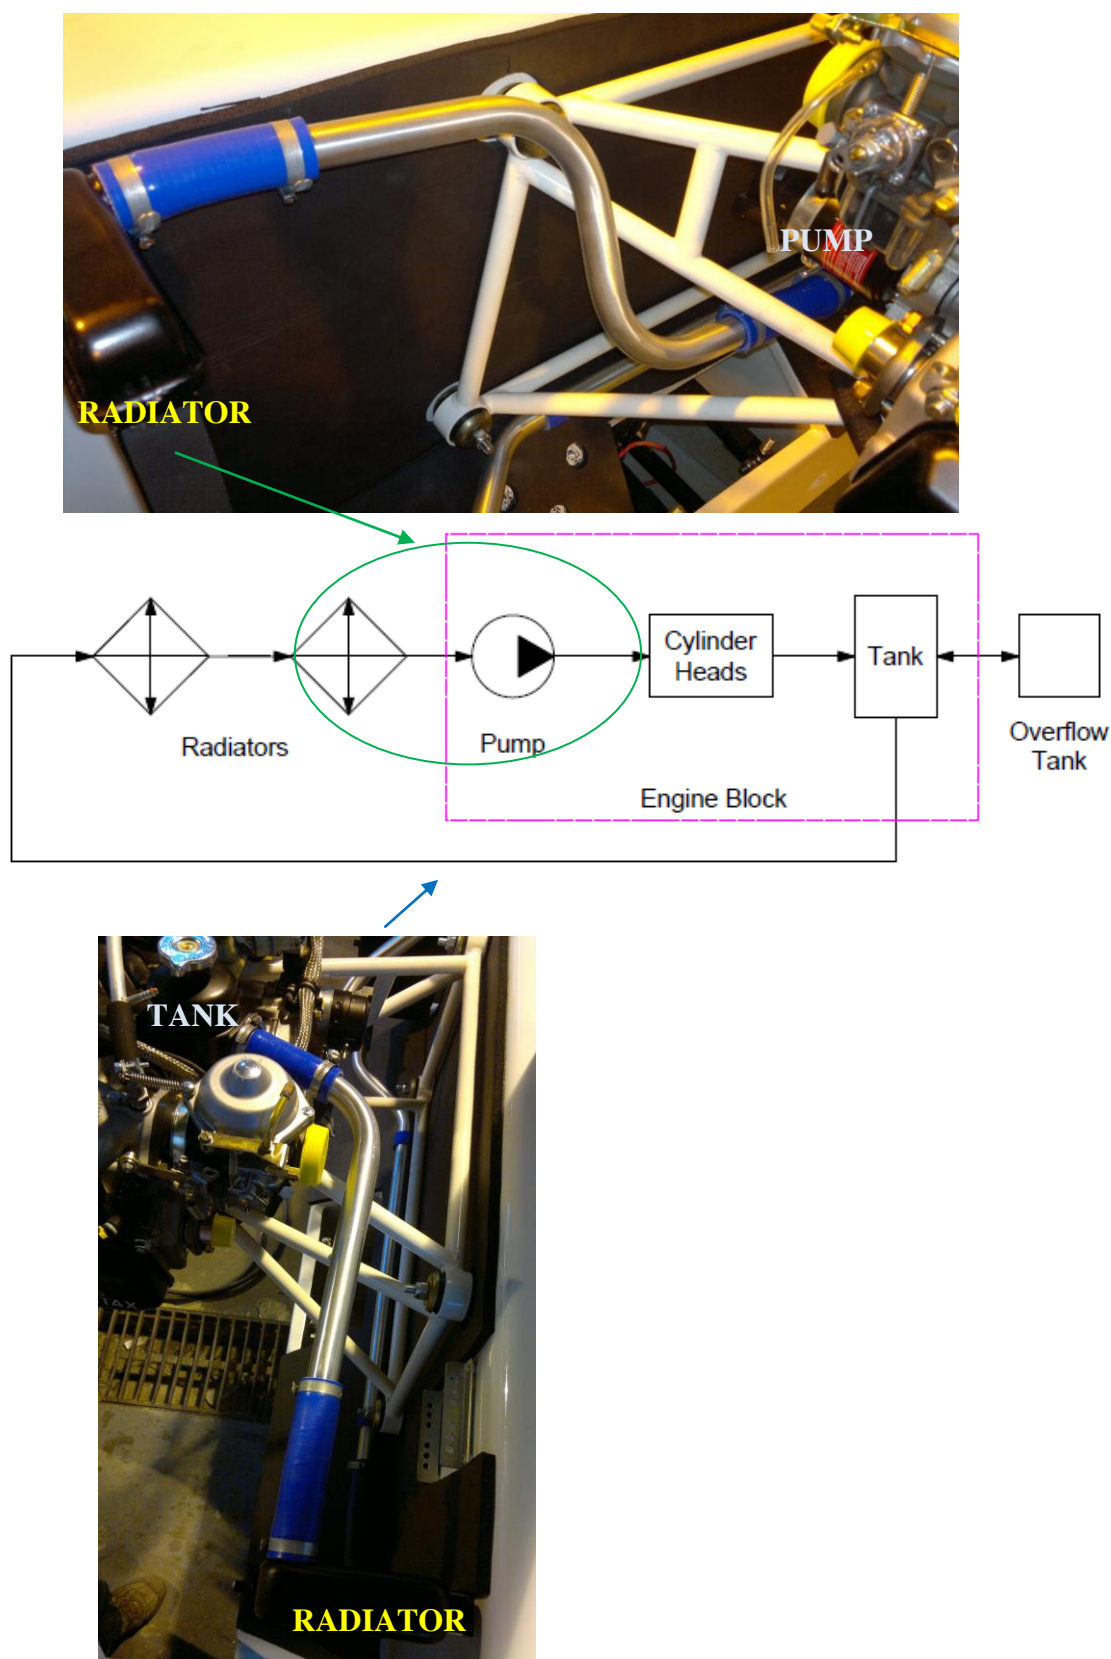 PUMP
RADIATOR
Cylinder
Heads
Tank
Radiators
Pump
Overflow
Tank
Engine Block
TANK
RADIATOR